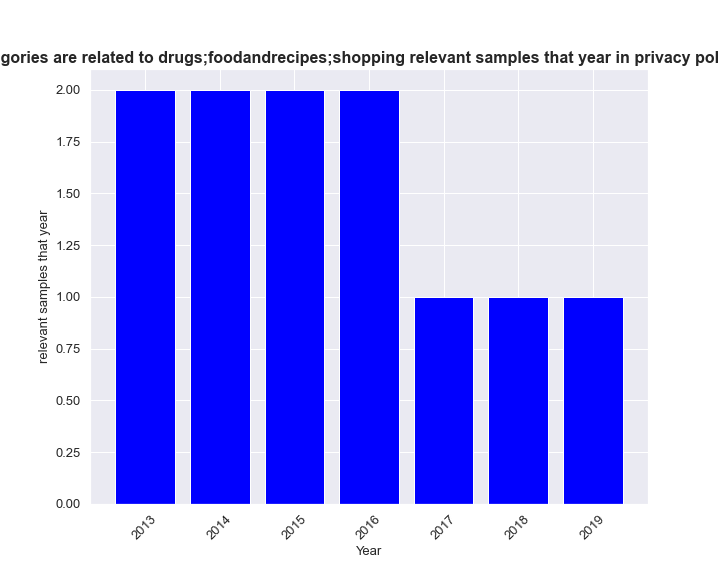 gories are related to drugs;foodandrecipes;shopping relevant samples that year in privacy pol
2.00
1.75
1.50
1.25
1.00
0.75
0.50
0.25
0.00
relevant samples that year
2013 2014 2015 2016 2017 2018 2019
Year